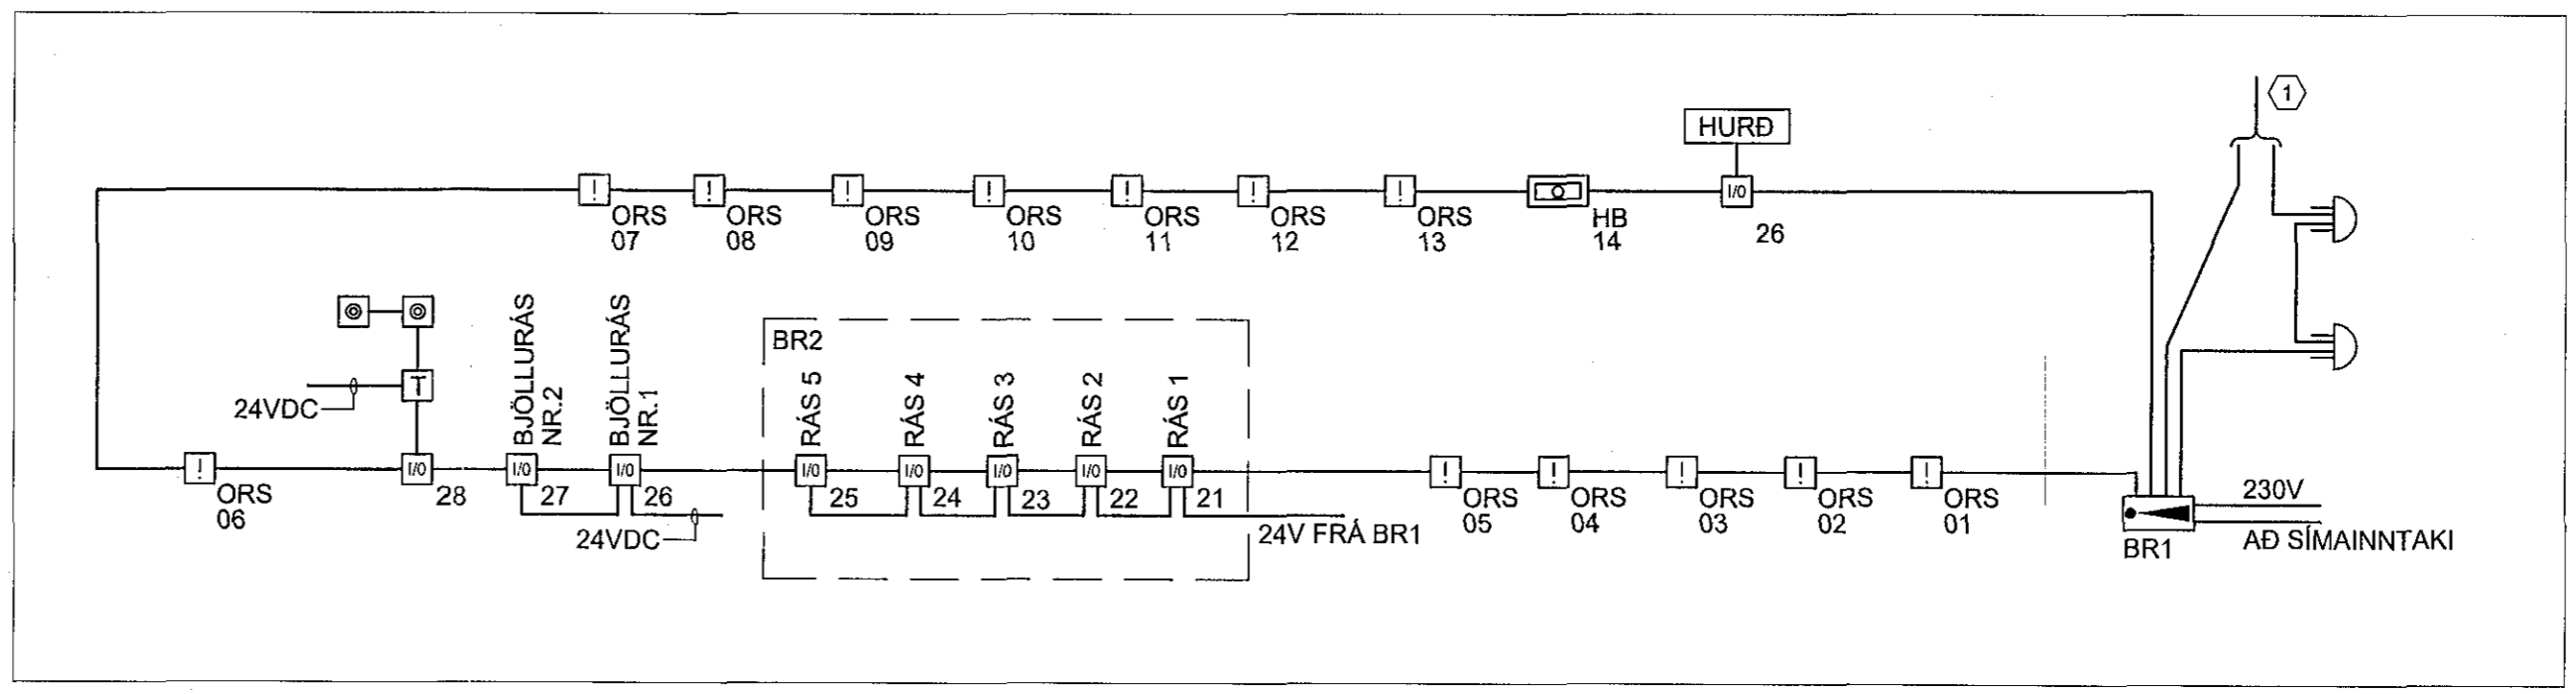 1
HURÐ
I/O
26
! ! ! ! ! ! !
ORS
07
ORS
08
ORS
09
ORS
10
ORS
11
ORS
12
ORS
13
HB
14
24VDC
T
BJÖLLURÁS
NR.2
BJÖLLURÁS
NR.1
BR2
RÁS 5
RÁS 4
RÁS 3
RÁS 2
RÁS 1
!
ORS
06
I/O
28
I/O
27
I/O
26
24VDC
I/O
25
I/O
24
I/O
23
I/O
22
I/O
21
24V FRÁ BR1
! ! ! ! !
ORS
05
ORS
04
ORS
03
ORS
02
ORS
01
BR1
230V
AÐ SÍMAINNTAKI